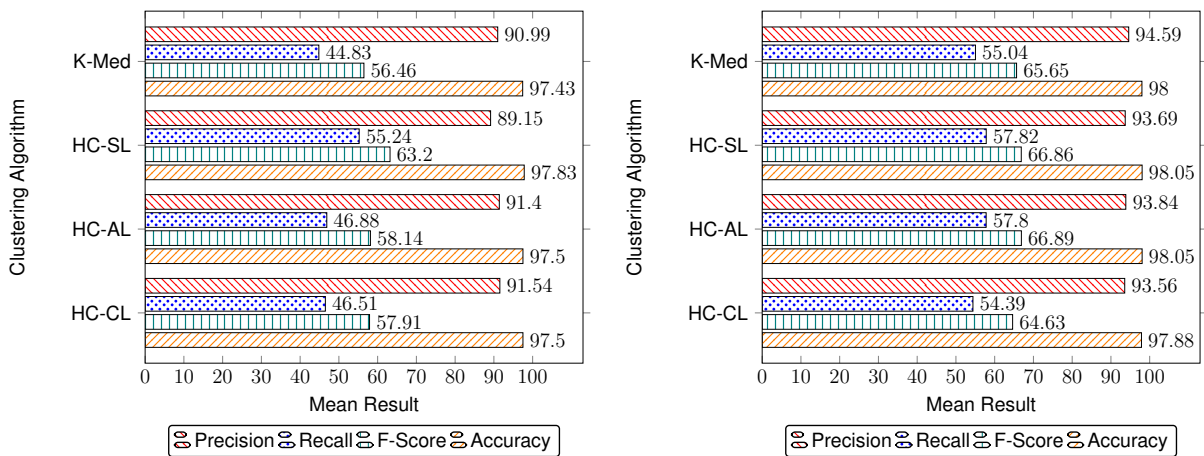 Clustering Algorithm
K-Med
90.99
44.83
56.46
97.43
HC-SL
89.15
55.24
63.2
97.83
HC-AL
91.4
46.88
58.14
97.5
HC-CL
91.54
46.51
57.91
97.5
0 10 20 30 40 50 60 70 80 90 100
Mean Result
Precision Recall F-Score Accuracy
Clustering Algorithm
K-Med
94.59
55.04
65.65
98
HC-SL
93.69
57.82
66.86
98.05
HC-AL
93.84
57.8
66.89
98.05
HC-CL
93.56
54.39
64.63
97.88
0 10 20 30 40 50 60 70 80 90 100
Mean Result
Precision Recall F-Score Accuracy